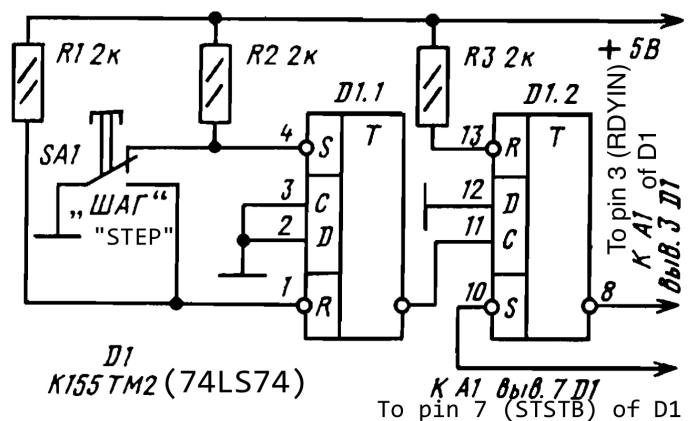 R1 2к
R2 2к
R3 2к
+ 5В
D1.1
D1.2
SA1
4
S
T
13
R
T
„ШАГ“
"STEP"
3
C
2
D
12
D
11
C
1
R
10
S
8
To pin 3 (RDYIN)
of D1
К А1
выв. 3 D1
D1
К155 ТМ2 (74LS74)
К А1 выв. 7 D1
To pin 7 (STSTB) of D1